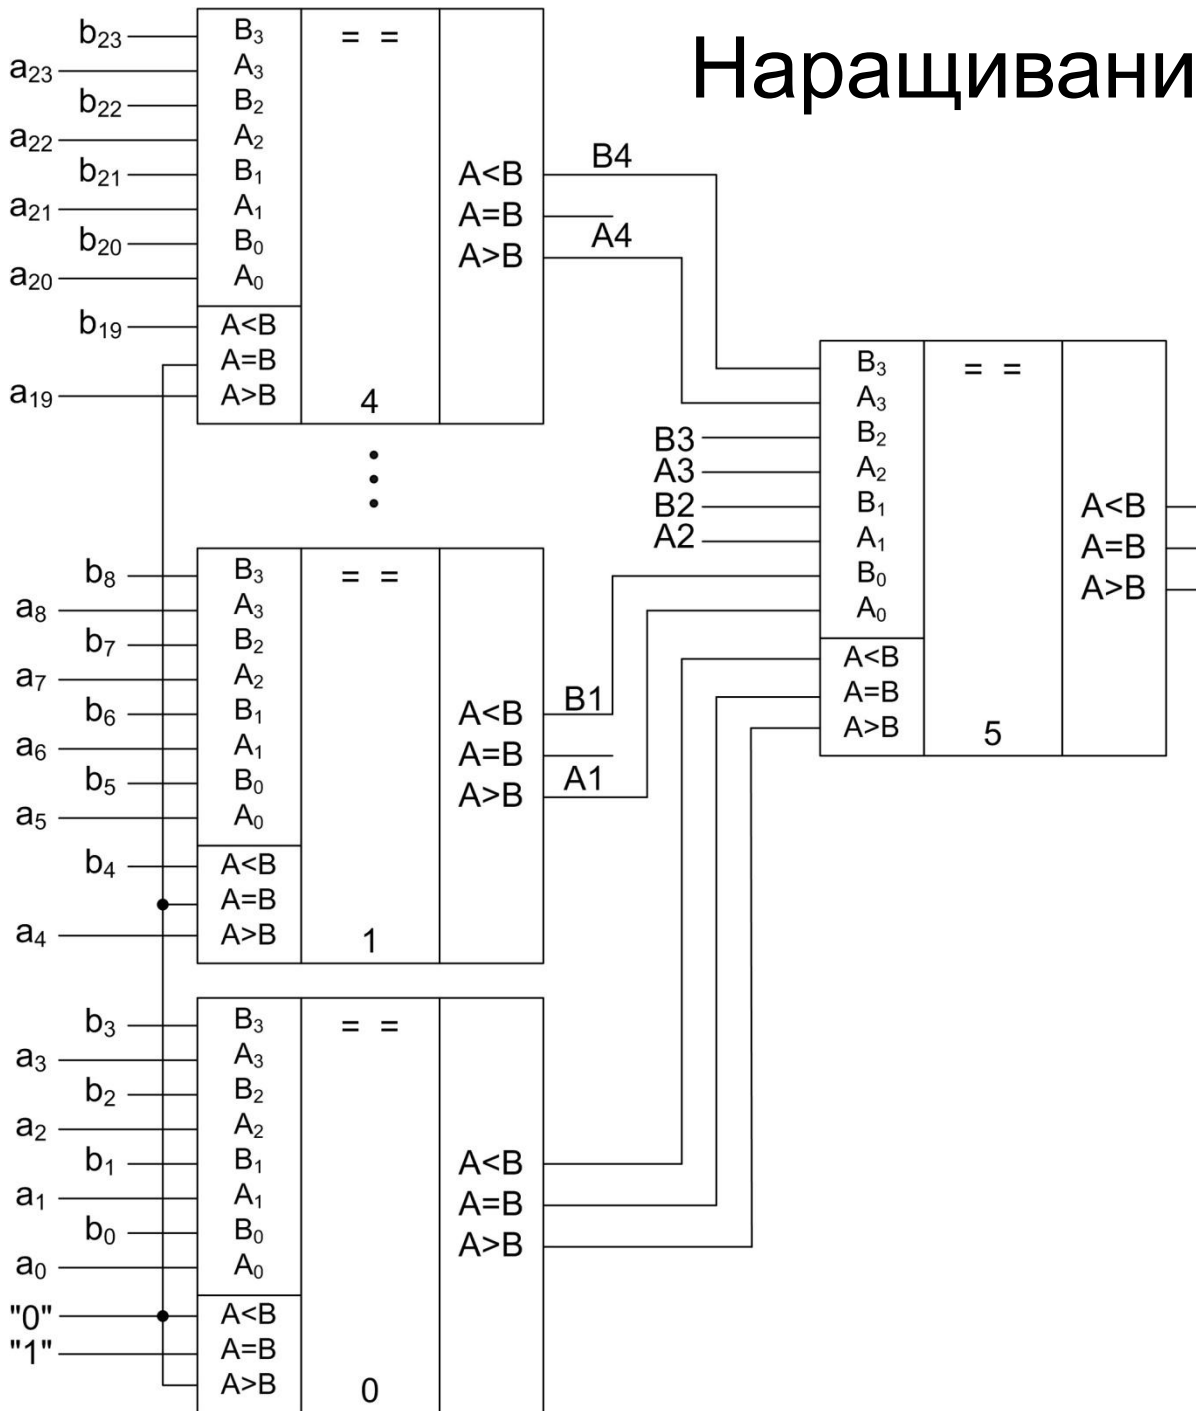 Наращивани
b23 B3 = =
a23 A3
b22 B2
a22 A2
b21 B1 A<B B4
a21 A1 A=B
b20 B0 A>B A4
a20 A0
b19 A<B
A=B
a19 A>B 4
B3 = =
A3
B3 B2
A3 A2
B2 B1 A<B
A2 A1 A=B
B0 A>B
A0
A<B
A=B
A>B 5
b8 B3 = =
a8 A3
b7 B2
a7 A2
b6 B1 A<B B1
a6 A1 A=B
b5 B0 A>B A1
a5 A0
b4 A<B
A=B
a4 A>B 1
b3 B3 = =
a3 A3
b2 B2
a2 A2
b1 B1 A<B
a1 A1 A=B
b0 B0 A>B
a0 A0
"0" A<B
"1" A=B
A>B 0